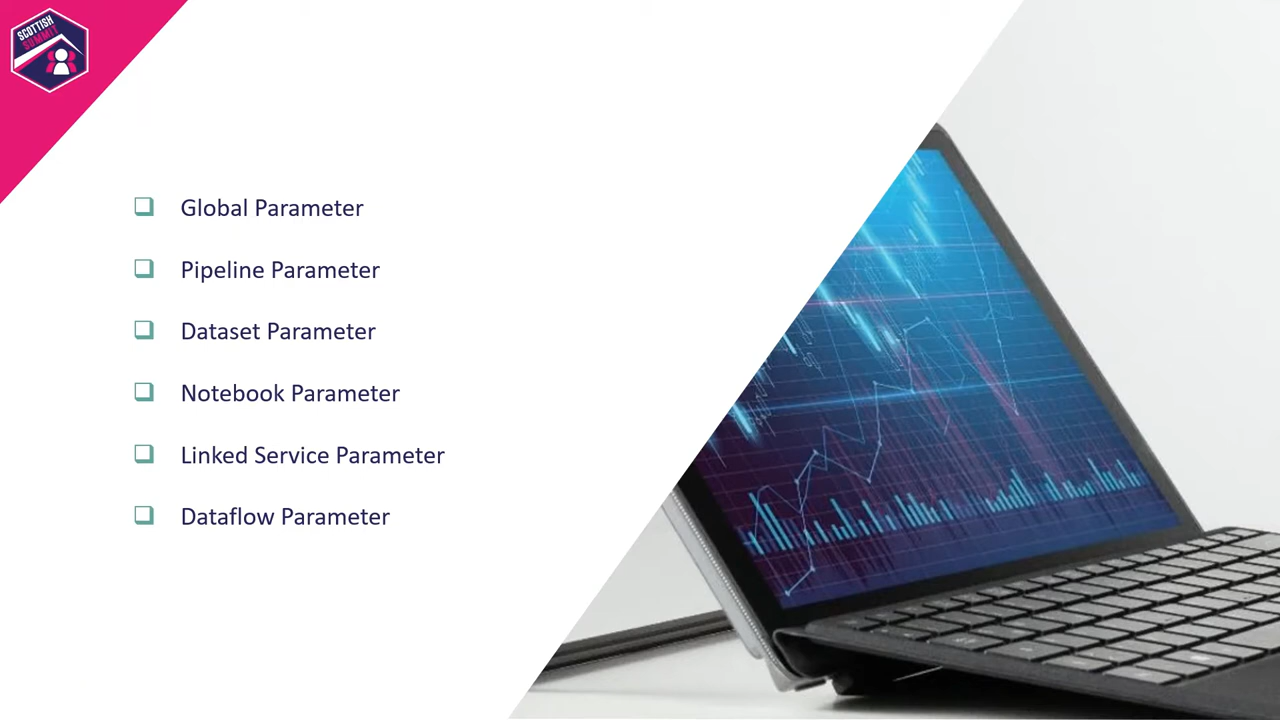 SCOTTISH
SUMMIT
Global Parameter
Pipeline Parameter
Dataset Parameter
Notebook Parameter
Linked Service Parameter
Dataflow Parameter